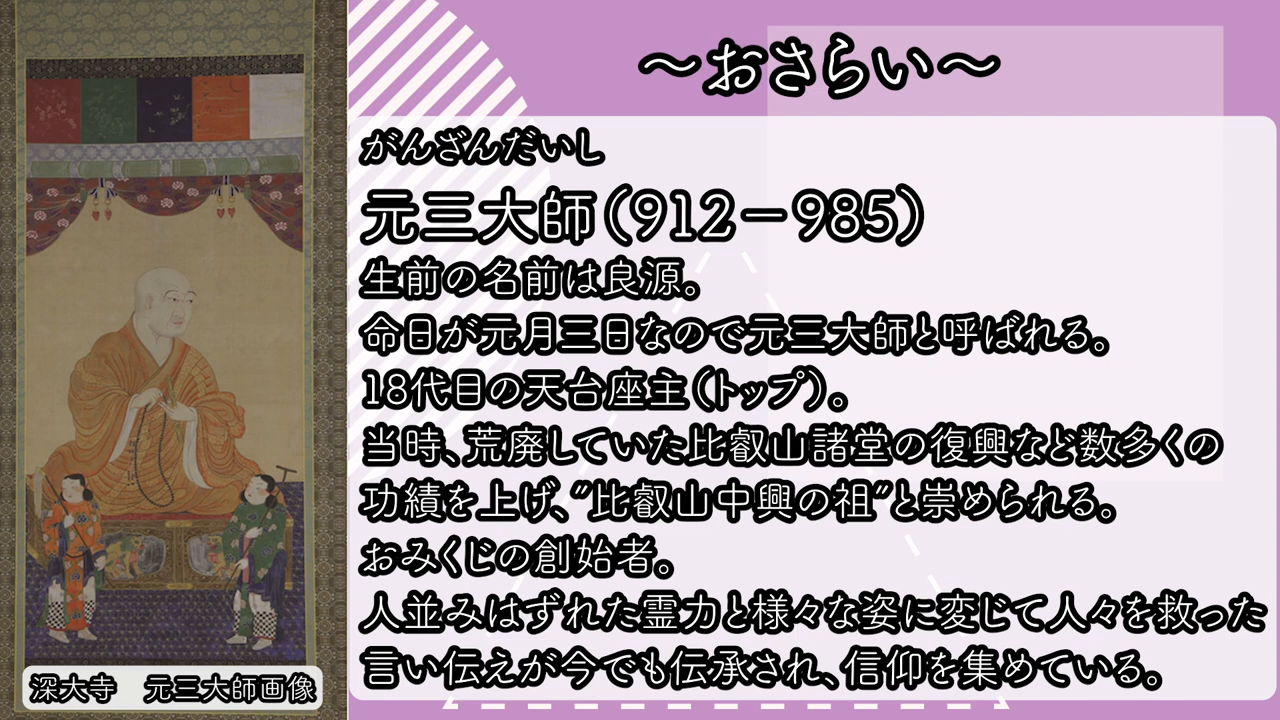 ～おさらい～
がんざんだいし
元三大師（912－985）
生前の名前は良源。
命日が元月三日なので元三大師と呼ばれる。
18代目の天台座主（トップ）。
当時、荒廃していた比叡山諸堂の復興など数多くの
功績を上げ、”比叡山中興の祖”と崇められる。
おみくじの創始者。
人並みはずれた霊力と様々な姿に変じて人々を救った
言い伝えが今でも伝承され、信仰を集めている。
深大寺　元三大師画像